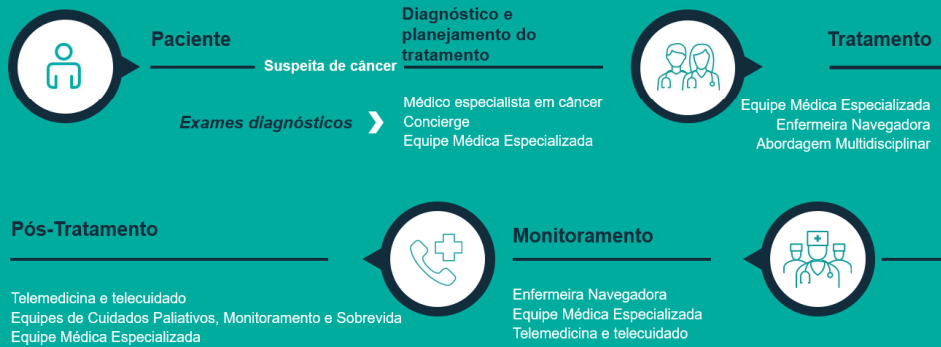 Paciente
Suspeita de câncer
Exames diagnósticos
Diagnóstico e
planejamento do
tratamento
Médico especialista em câncer
Concierge
Equipe Médica Especializada
Tratamento
Equipe Médica Especializada
Enfermeira Navegadora
Abordagem Multidisciplinar
Pós-Tratamento
Telemedicina e telecuidado
Equipes de Cuidados Paliativos, Monitoramento e Sobrevida
Equipe Médica Especializada
Monitoramento
Enfermeira Navegadora
Equipe Médica Especializada
Telemedicina e telecuidado